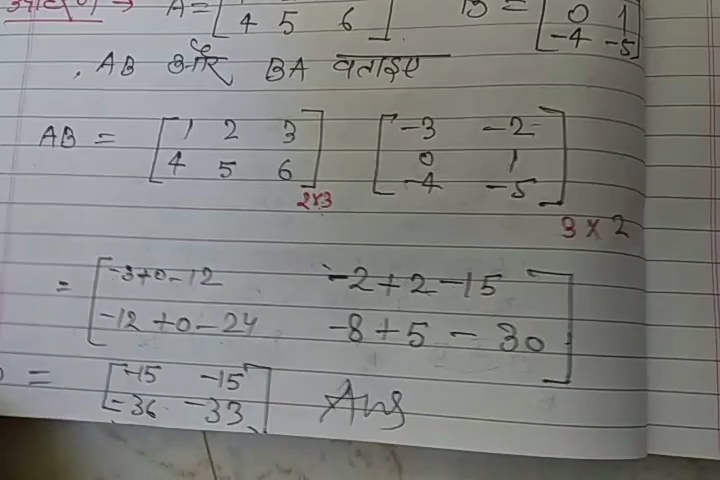 उदाहरण → A = [ B = [
4 5 6 ] 0 1
-4 -5 ]
, AB और BA बताइए
AB = [ 1 2 3 ] [ -3 -2 ]
4 5 6 0 1
2×3 -4 -5
3 × 2
= [ -3+0-12 -2+2-15 ]
-12+0-24 -8+5-30
= [ -15 -15 ] Ans
-36 -33